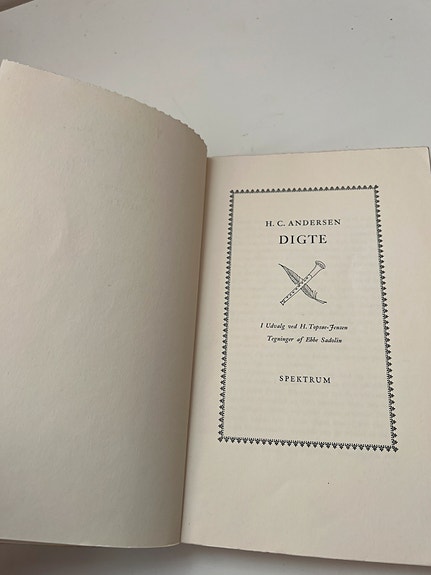 H. C. ANDERSEN
DIGTE
I Udvalg ved H. Topsøe-Jensen
Tegninger af Ebbe Sadolin
SPEKTRUM